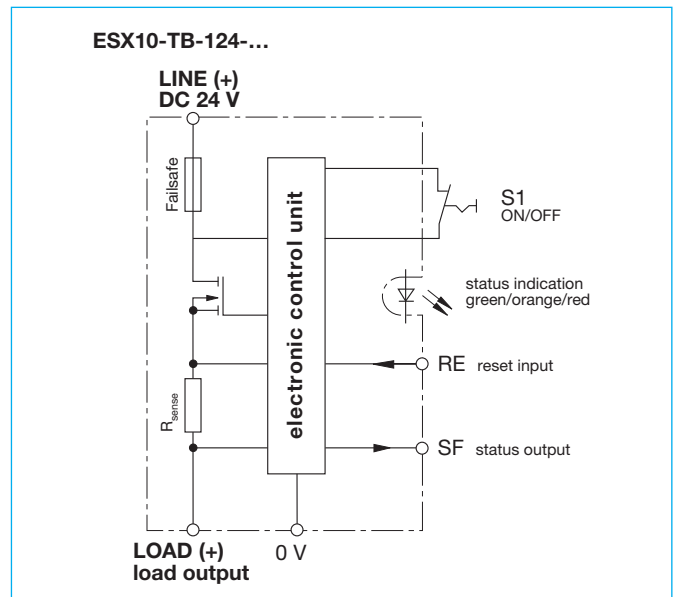 ESX10-TB-124-...
LINE (+)
DC 24 V
Failsafe
electronic control unit
S1
ON/OFF
status indication
green/orange/red
RE reset input
Rsense
SF status output
LOAD (+)
load output
0 V